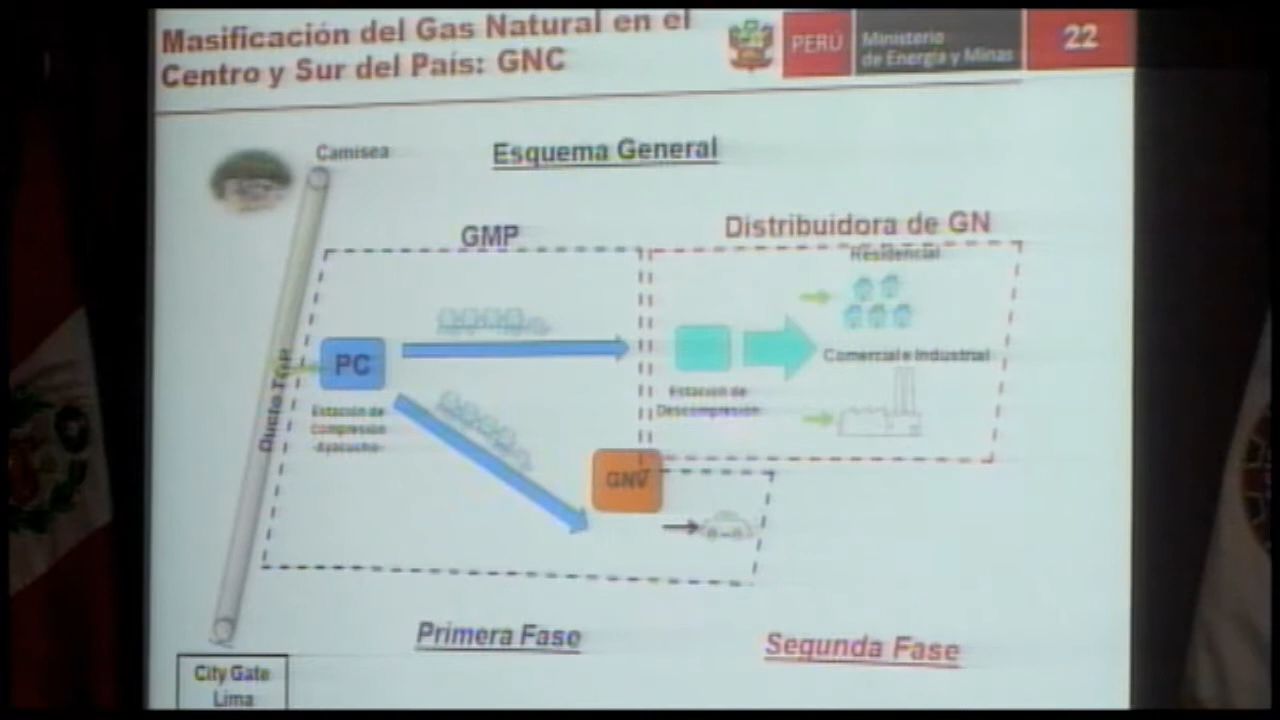 Masificación del Gas Natural en el
Centro y Sur del País: GNC
PERÚ
Ministerio
de Energía y Minas
22
Camisea
Esquema General
GMP
Distribuidora de GN
Residencial
PC
Comercial e Industrial
Ducto TGP
Estación de
Compresión
Ayacucho
Estación de
Descompresión
GNV
Primera Fase
Segunda Fase
City Gate
Lima